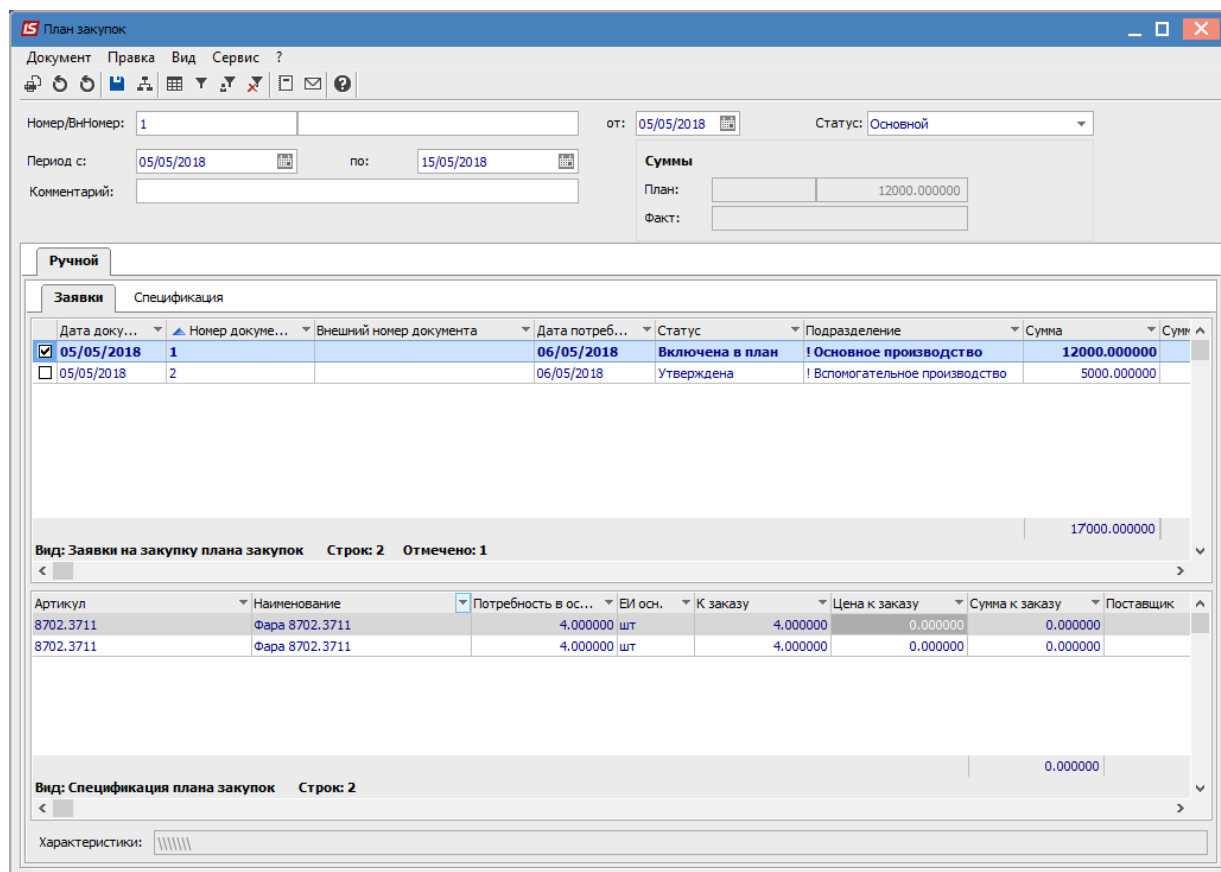 IS План закупок
Документ Правка Вид Сервис ?
Номер/ВнНомер: 1 от: 05/05/2018 Статус: Основной
Период с: 05/05/2018 по: 15/05/2018 Суммы
Комментарий: План: 12000.000000
Факт:
Ручной
Заявки Спецификация
Дата доку... Номер докуме... Внешний номер документа Дата потреб... Статус Подразделение Сумма Сумм
05/05/2018 1 06/05/2018 Включена в план ! Основное производство 12000.000000
05/05/2018 2 06/05/2018 Утверждена ! Вспомогательное производство 5000.000000
17'000.000000
Вид: Заявки на закупку плана закупок Строк: 2 Отмечено: 1
Артикул Наименование Потребность в ос... ЕИ осн. К заказу Цена к заказу Сумма к заказу Поставщик
8702.3711 Фара 8702.3711 4.000000 шт 4.000000 0.000000 0.000000
8702.3711 Фара 8702.3711 4.000000 шт 4.000000 0.000000 0.000000
0.000000
Вид: Спецификация плана закупок Строк: 2
Характеристики: \\\\\\\